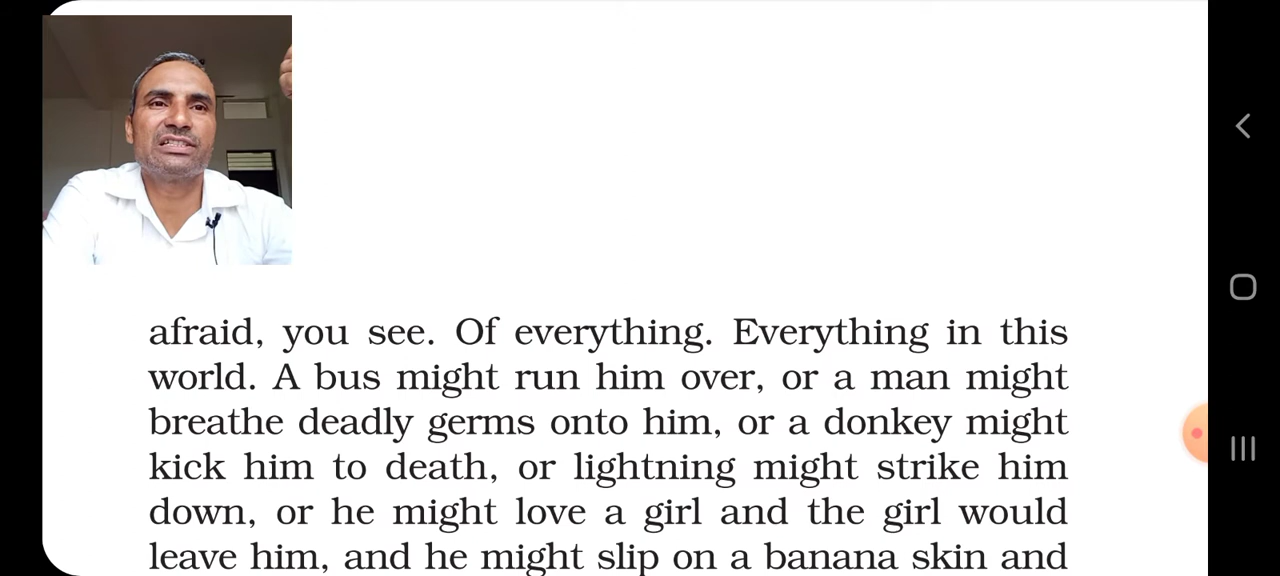 afraid, you see. Of everything. Everything in this
world. A bus might run him over, or a man might
breathe deadly germs onto him, or a donkey might
kick him to death, or lightning might strike him
down, or he might love a girl and the girl would
leave him, and he might slip on a banana skin and